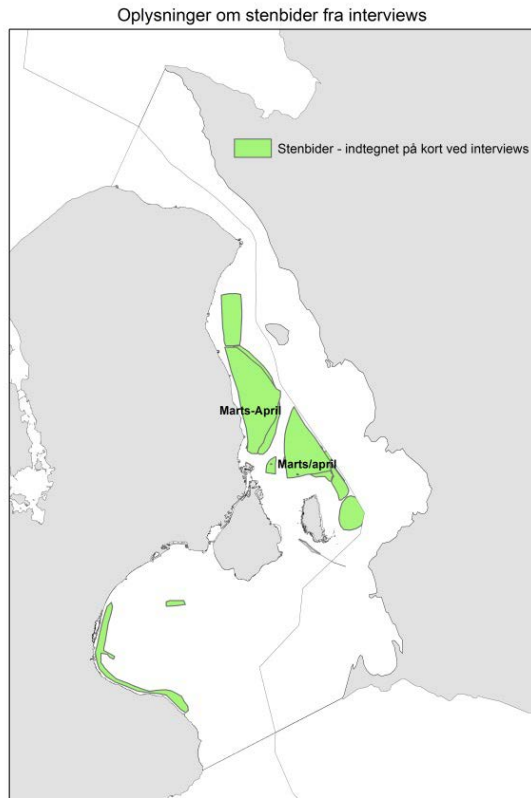 Oplysninger om stenbider fra interviews
Stenbider - indtegnet på kort ved interviews
Marts-April
Marts/april